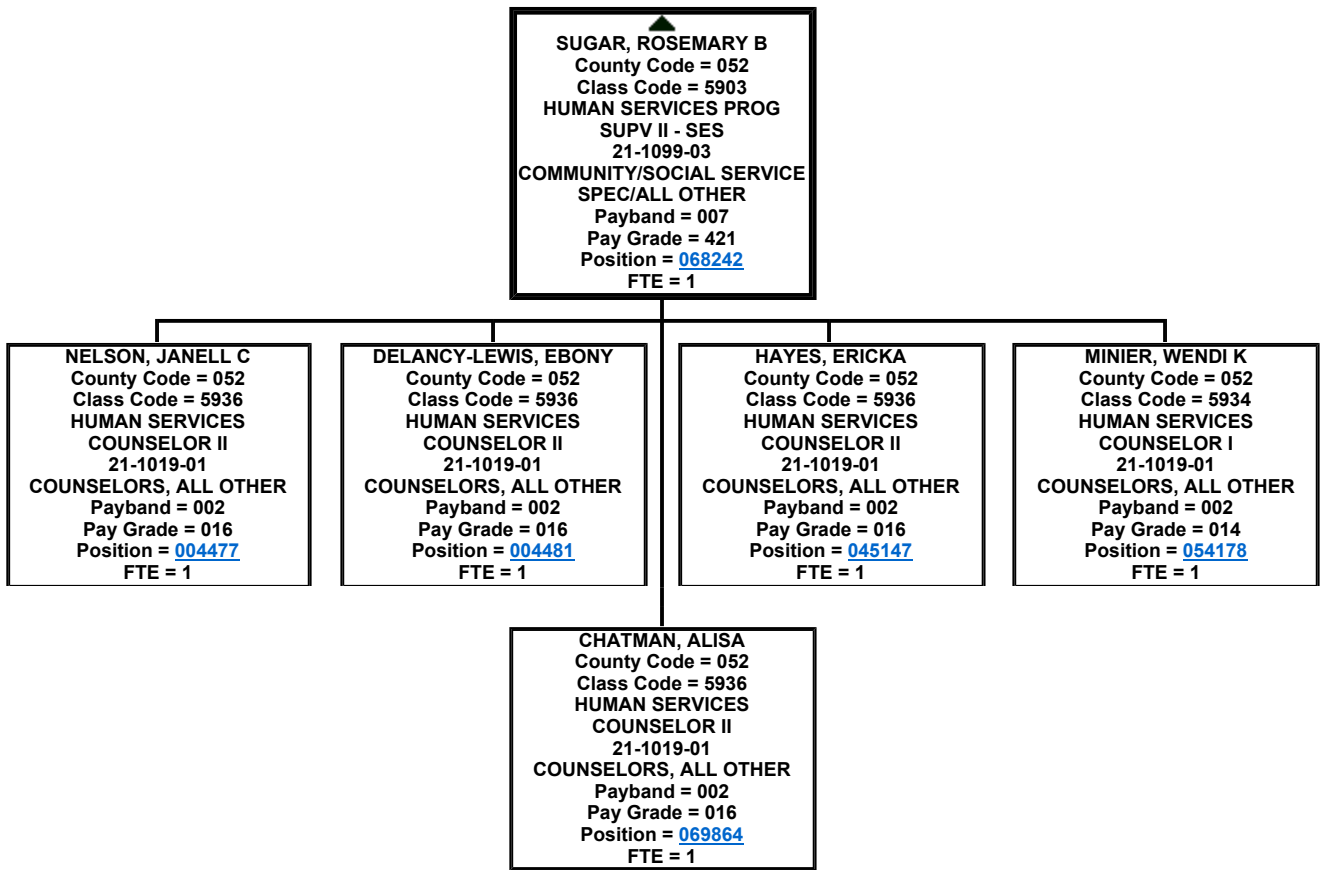 SUGAR, ROSEMARY B
County Code = 052
Class Code = 5903
HUMAN SERVICES PROG
SUPV II - SES
21-1099-03
COMMUNITY/SOCIAL SERVICE
SPEC/ALL OTHER
Payband = 007
Pay Grade = 421
Position = 068242
FTE = 1
NELSON, JANELL C
County Code = 052
Class Code = 5936
HUMAN SERVICES
COUNSELOR II
21-1019-01
COUNSELORS, ALL OTHER
Payband = 002
Pay Grade = 016
Position = 004477
FTE = 1
DELANCY-LEWIS, EBONY
County Code = 052
Class Code = 5936
HUMAN SERVICES
COUNSELOR II
21-1019-01
COUNSELORS, ALL OTHER
Payband = 002
Pay Grade = 016
Position = 004481
FTE = 1
HAYES, ERICKA
County Code = 052
Class Code = 5936
HUMAN SERVICES
COUNSELOR II
21-1019-01
COUNSELORS, ALL OTHER
Payband = 002
Pay Grade = 016
Position = 045147
FTE = 1
MINIER, WENDI K
County Code = 052
Class Code = 5934
HUMAN SERVICES
COUNSELOR I
21-1019-01
COUNSELORS, ALL OTHER
Payband = 002
Pay Grade = 014
Position = 054178
FTE = 1
CHATMAN, ALISA
County Code = 052
Class Code = 5936
HUMAN SERVICES
COUNSELOR II
21-1019-01
COUNSELORS, ALL OTHER
Payband = 002
Pay Grade = 016
Position = 069864
FTE = 1